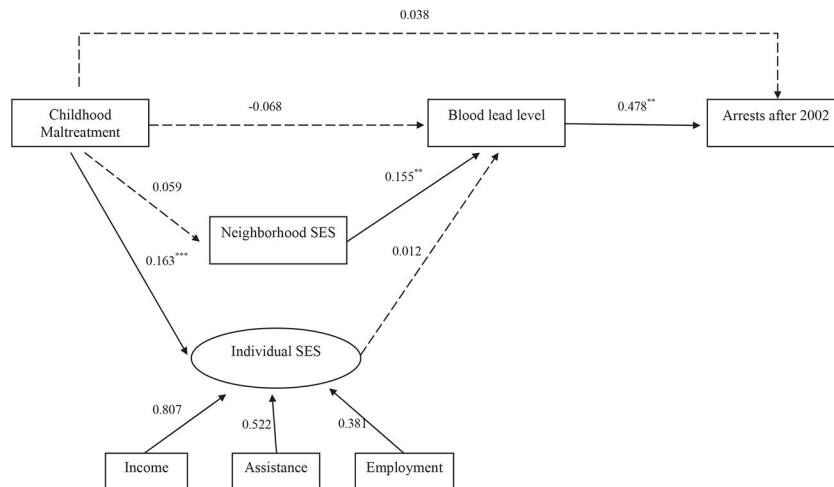 0.038
Childhood
Maltreatment
-0.068
Blood lead level
0.478**
Arrests after 2002
0.059
0.155**
Neighborhood SES
0.163***
0.012
Individual SES
0.807
0.522
0.381
Income
Assistance
Employment